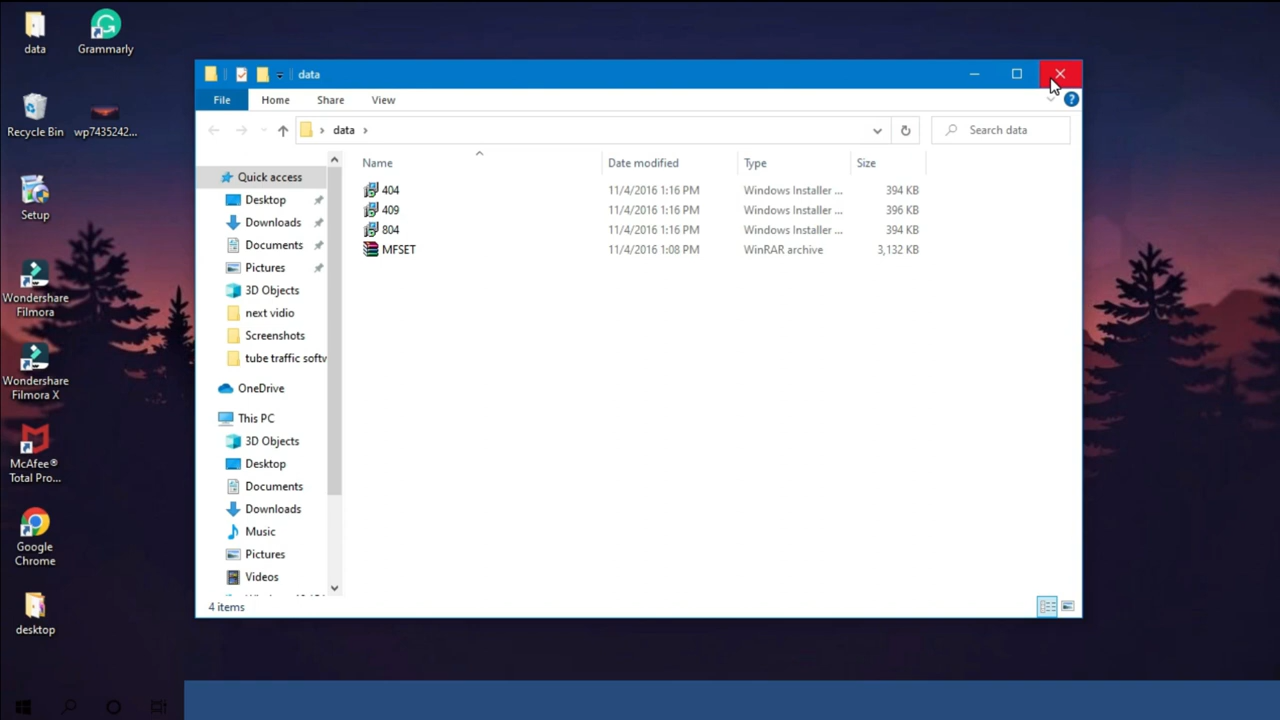 data
Grammarly
Recycle Bin
wp7435242...
Setup
Wondershare
Filmora
Wondershare
Filmora X
McAfee®
Total Pro...
Google
Chrome
desktop
data
File
Home
Share
View
data
Search data
Name
Date modified
Type
Size
404
11/4/2016 1:16 PM
Windows Installer ...
394 KB
409
11/4/2016 1:16 PM
Windows Installer ...
396 KB
804
11/4/2016 1:16 PM
Windows Installer ...
394 KB
MFSET
11/4/2016 1:08 PM
WinRAR archive
3,132 KB
Quick access
Desktop
Downloads
Documents
Pictures
3D Objects
next vidio
Screenshots
tube traffic softv
OneDrive
This PC
3D Objects
Desktop
Documents
Downloads
Music
Pictures
Videos
4 items